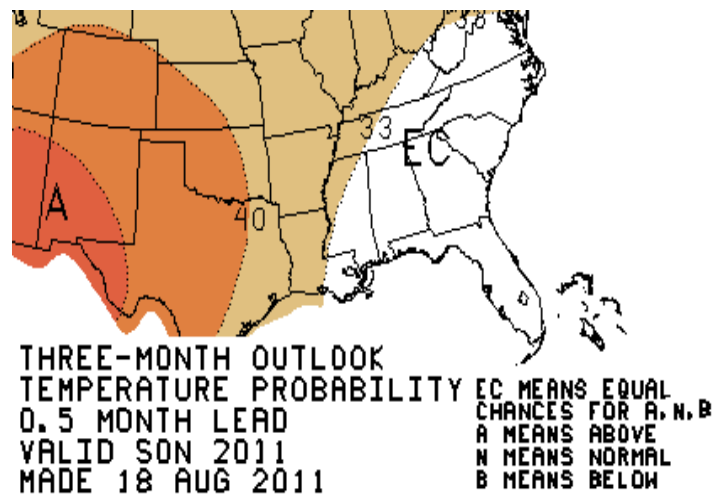 33
EC
A
40
THREE-MONTH OUTLOOK
TEMPERATURE PROBABILITY
0.5 MONTH LEAD
VALID SON 2011
MADE 18 AUG 2011
EC MEANS EQUAL
CHANCES FOR A,N,B
A MEANS ABOVE
N MEANS NORMAL
B MEANS BELOW